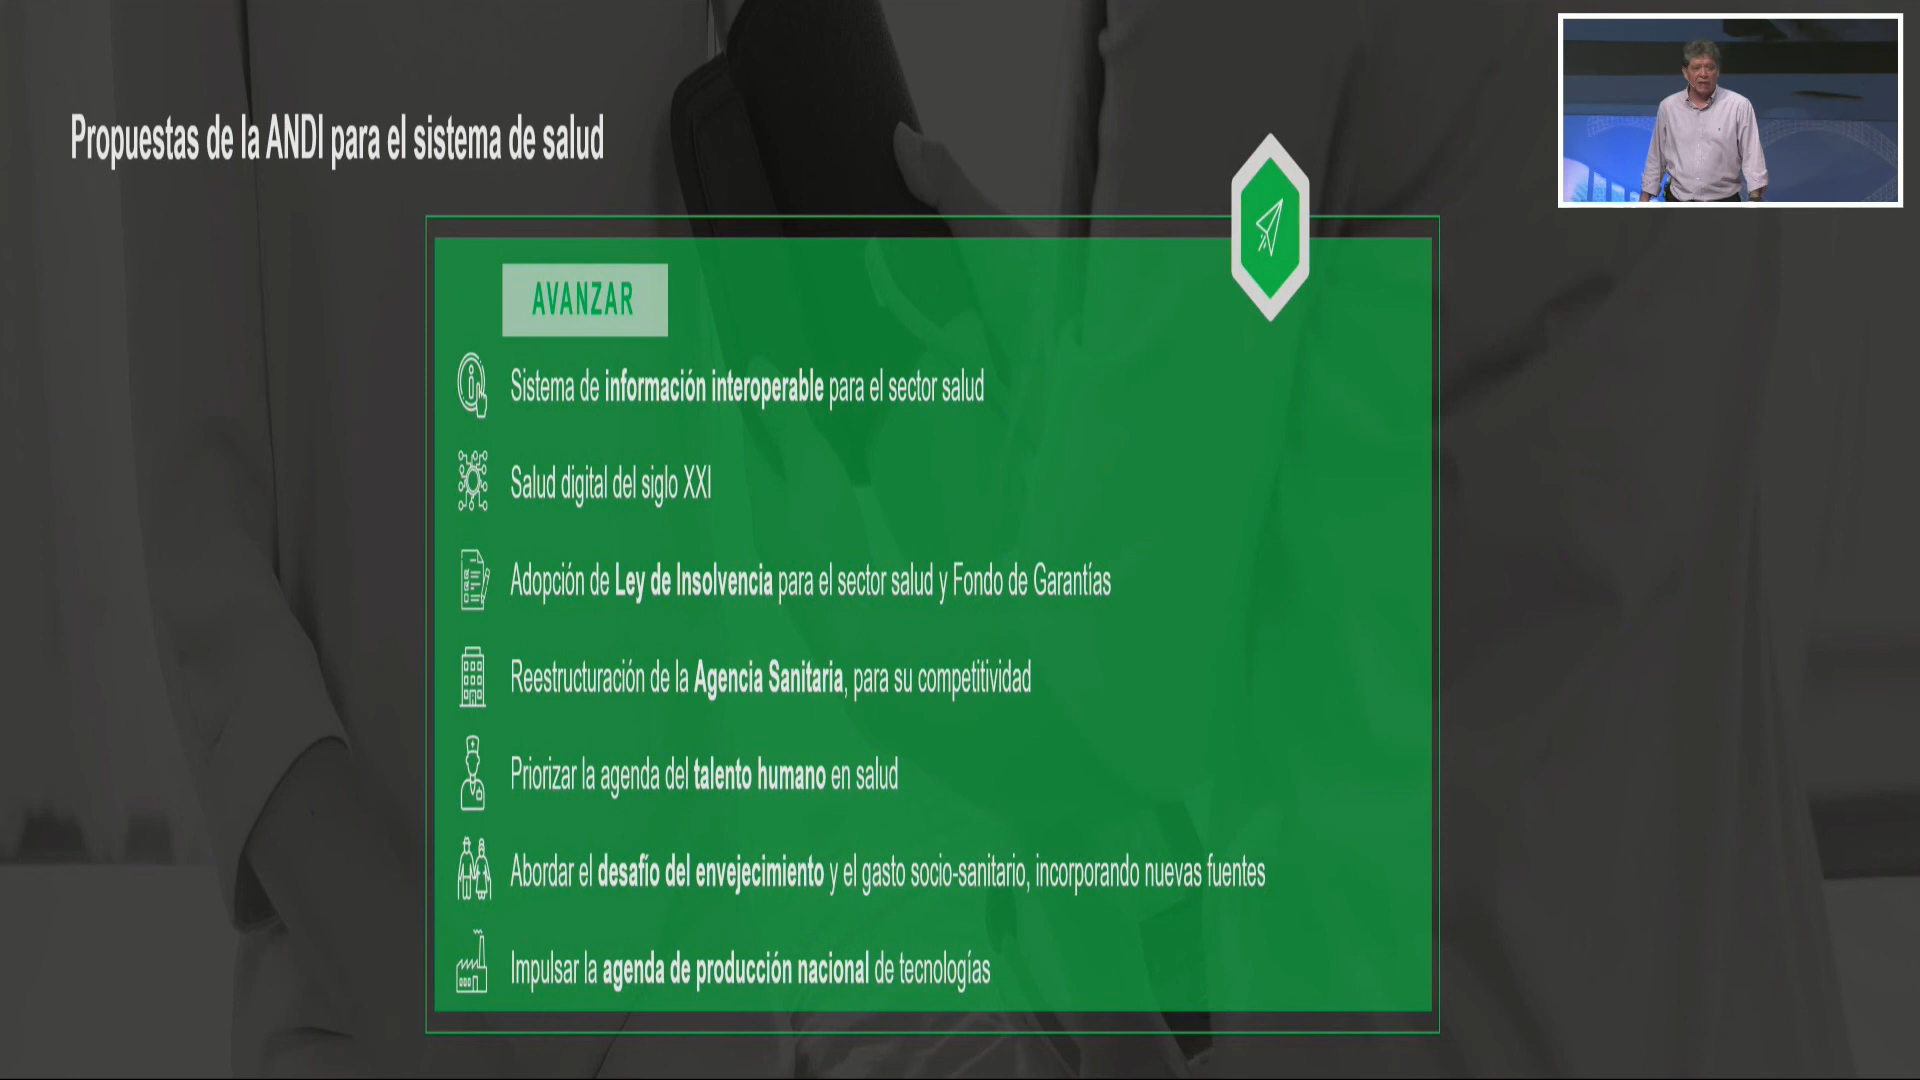 Propuestas de la ANDI para el sistema de salud
AVANZAR
Sistema de información interoperable para el sector salud
Salud digital del siglo XXI
Adopción de Ley de Insolvencia para el sector salud y Fondo de Garantías
Reestructuración de la Agencia Sanitaria, para su competitividad
Priorizar la agenda del talento humano en salud
Abordar el desafío del envejecimiento y el gasto socio-sanitario, incorporando nuevas fuentes
Impulsar la agenda de producción nacional de tecnologías